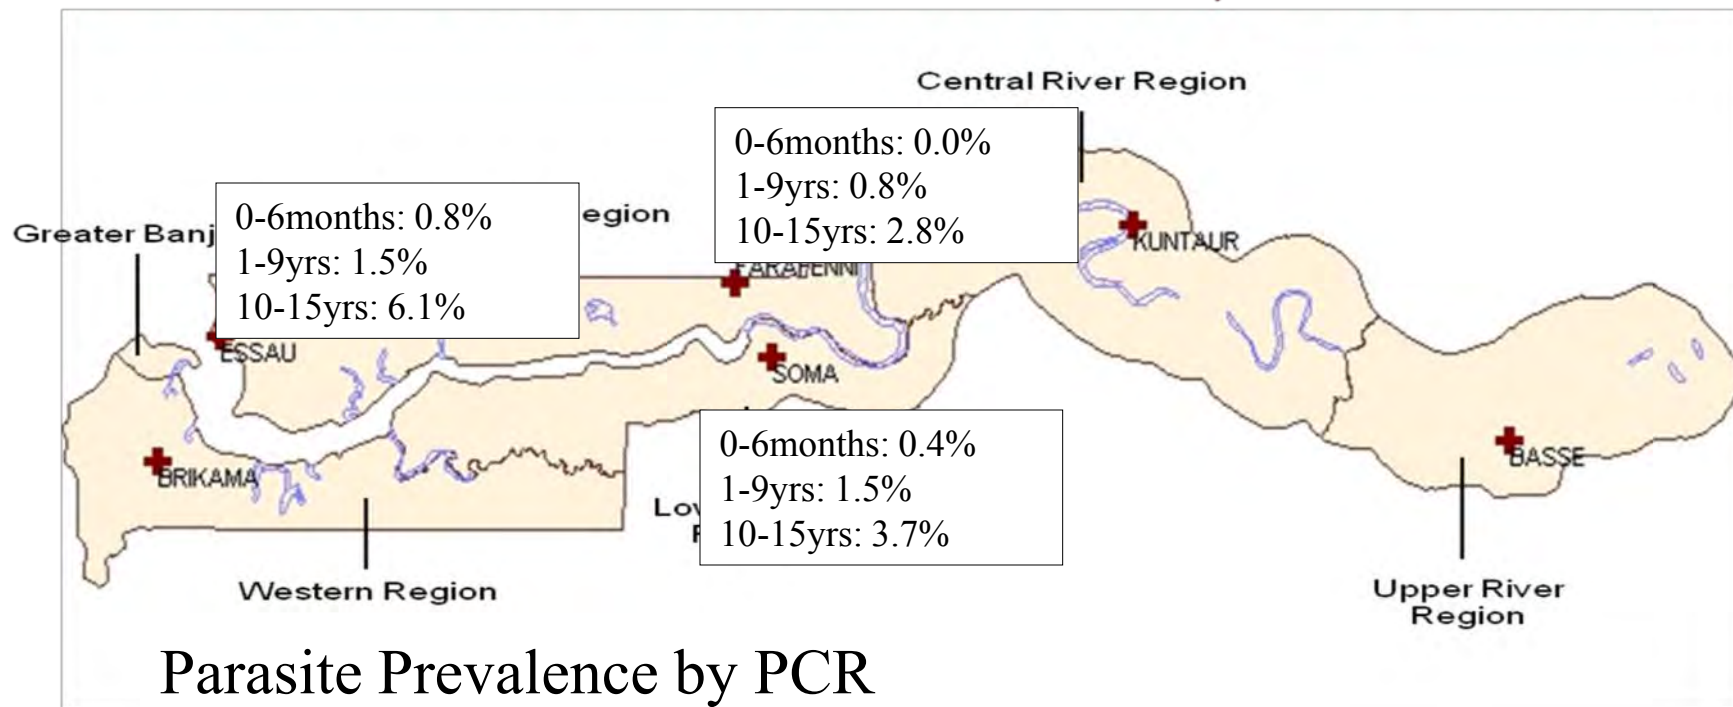 Central River Region
0-6months: 0.0%
1-9yrs: 0.8%
10-15yrs: 2.8%
0-6months: 0.8%
1-9yrs: 1.5%
10-15yrs: 6.1%
Greater Banj
egion
KUNTAUR
FARAFENNI
ESSAU
SOMA
0-6months: 0.4%
1-9yrs: 1.5%
10-15yrs: 3.7%
BRIKAMA
BASSE
Western Region
Upper River
Region
Parasite Prevalence by PCR